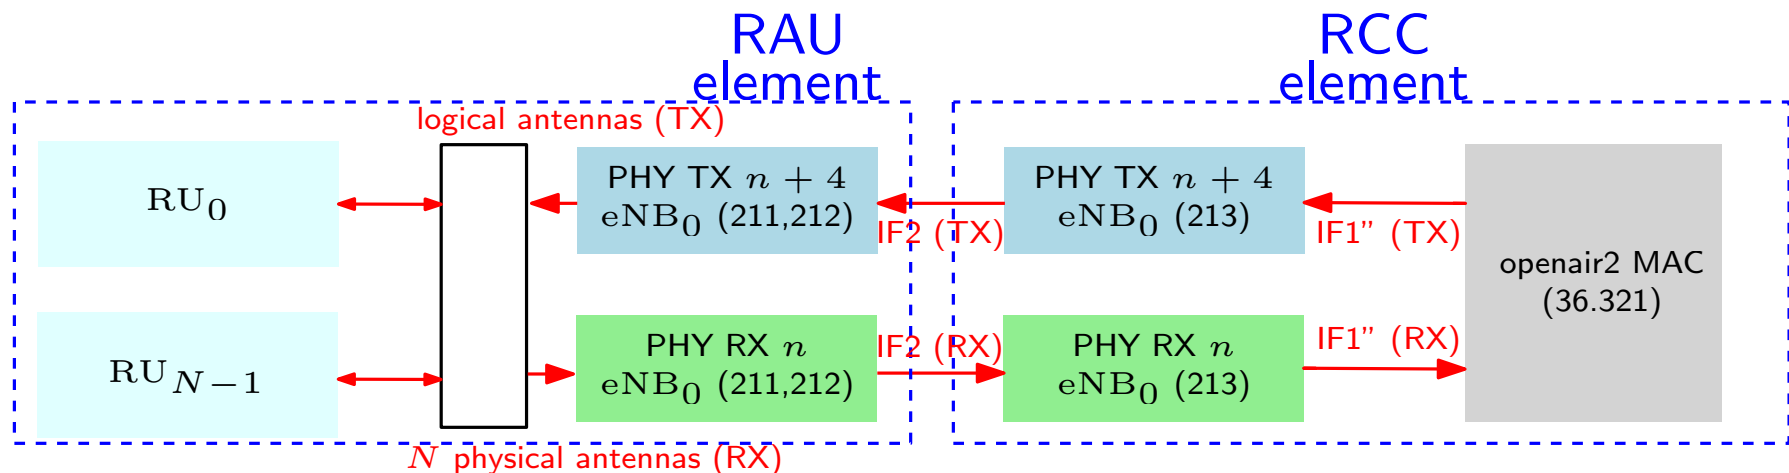 RAU
element
RCC
element
logical antennas (TX)
RU0
PHY TX n + 4
eNB0 (211,212)
IF2 (TX)
PHY TX n + 4
eNB0 (213)
IF1” (TX)
openair2 MAC
(36.321)
RUN−1
PHY RX n
eNB0 (211,212)
IF2 (RX)
PHY RX n
eNB0 (213)
IF1” (RX)
N physical antennas (RX)